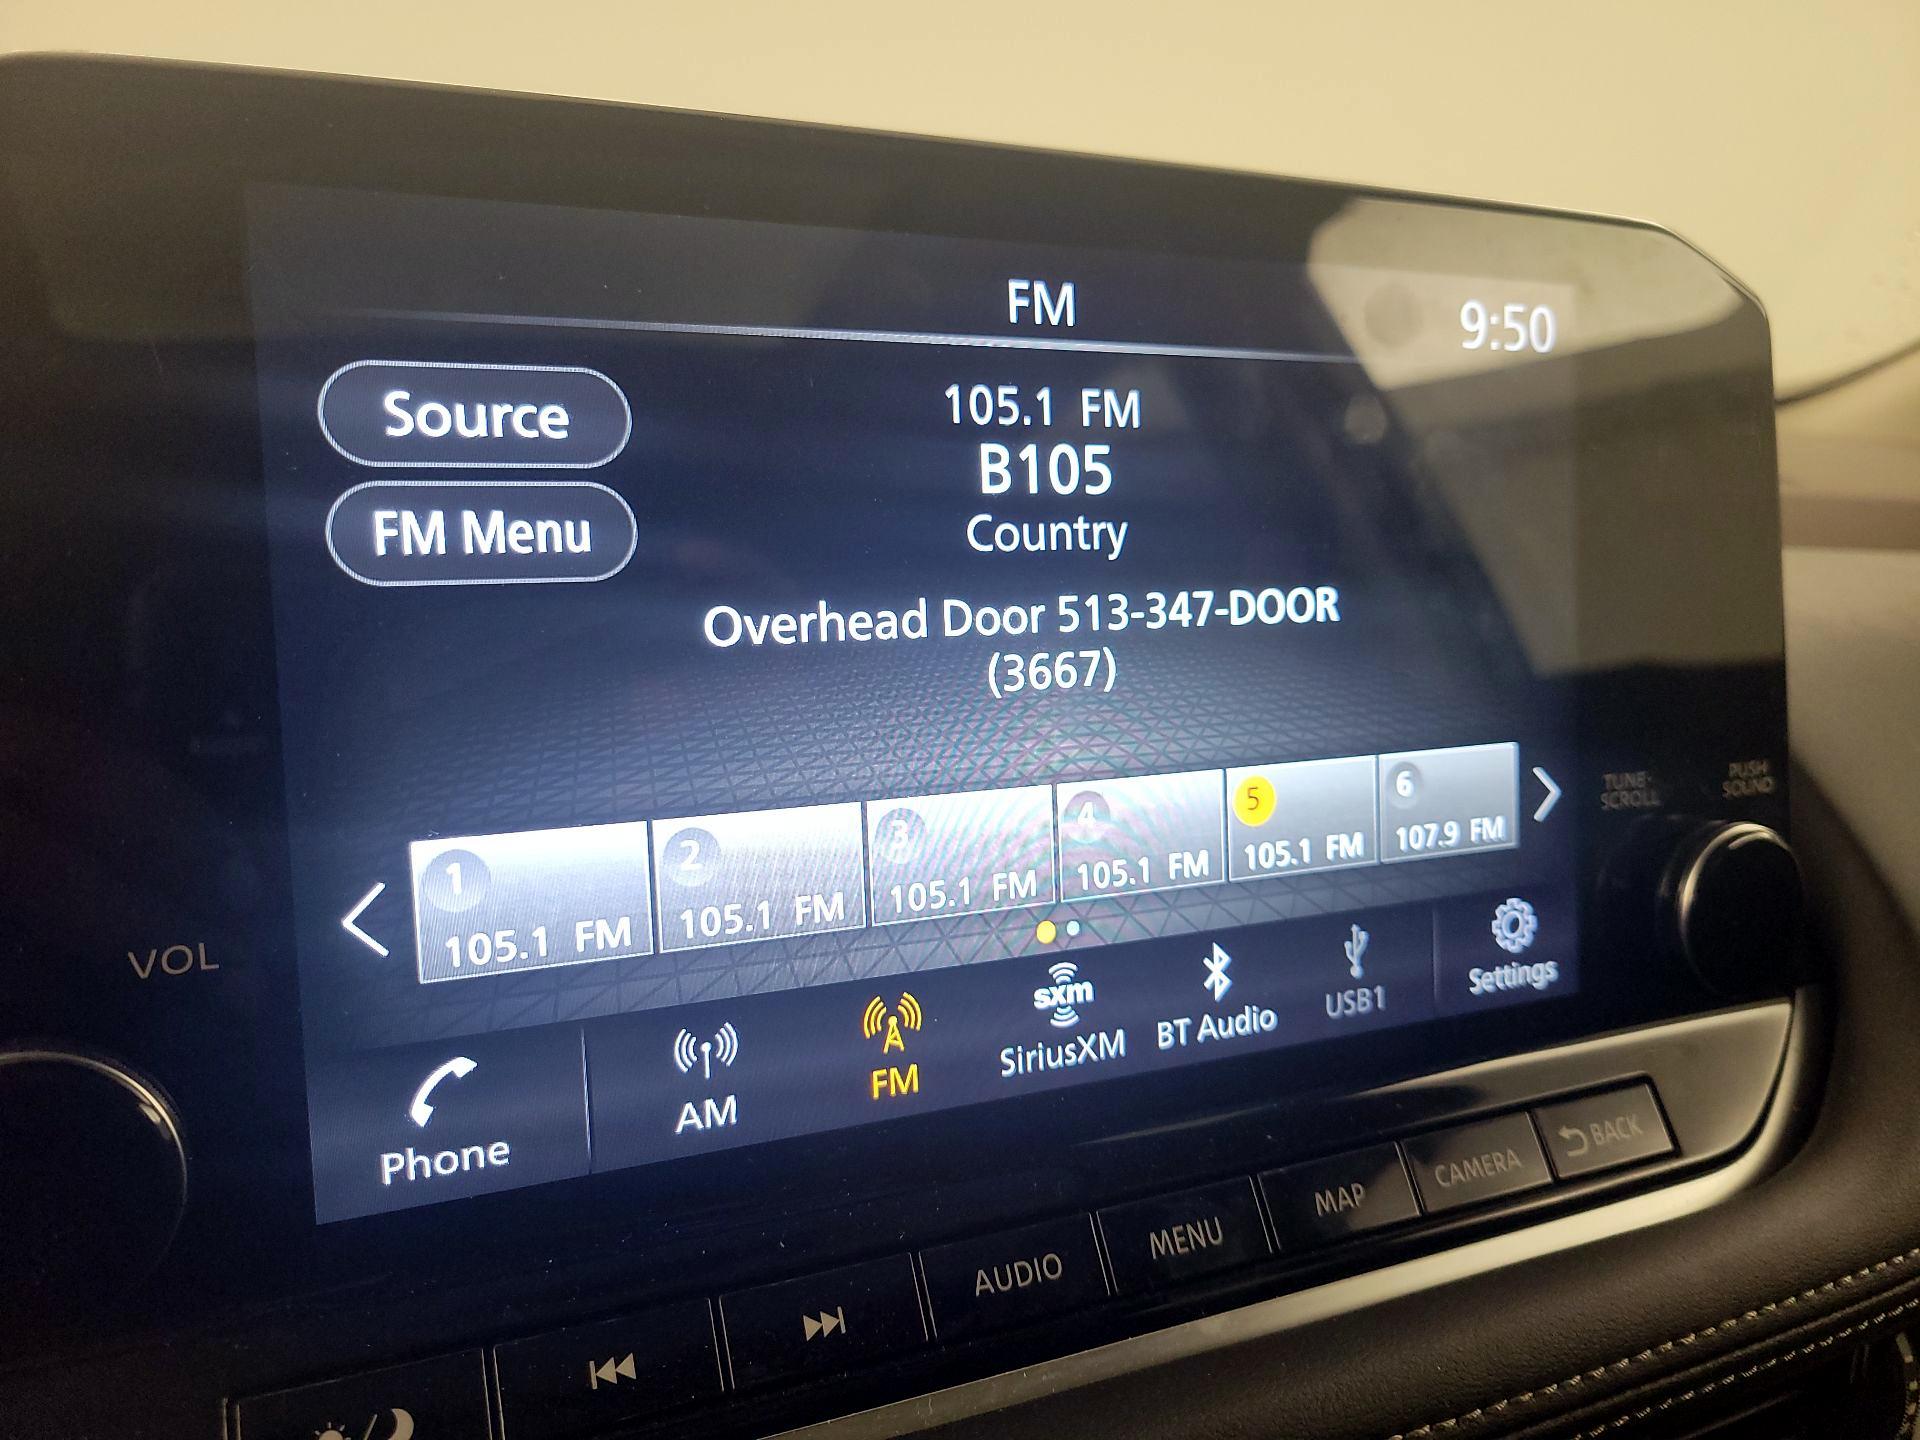 FM
9:50
Source
105.1 FM
B105
FM Menu
Country
Overhead Door 513-347-DOOR
(3667)
1
105.1 FM
2
105.1 FM
3
105.1 FM
4
105.1 FM
5
105.1 FM
6
107.9 FM
TUNE·
SCROLL
PUSH
SOUND
VOL
Phone
AM
FM
sxm
SiriusXM
BT Audio
USB1
Settings
AUDIO
MENU
MAP
CAMERA
BACK